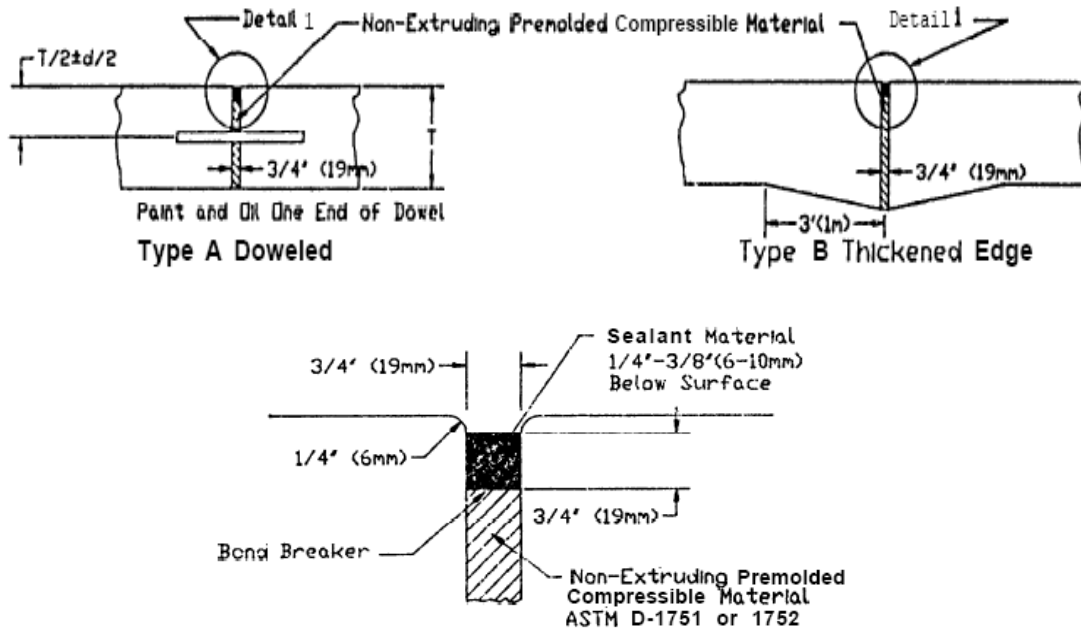 Detail 1
Non-Extruding Premolded Compressible Material
Detail 1
T/2±d/2
T
3/4" (19mm)
3/4" (19mm)
Paint and Oil One End of Dowel
3'(1m)
Type A Doweled
Type B Thickened Edge
Sealant Material
3/4" (19mm)
1/4"-3/8"(6-10mm)
Below Surface
1/4" (6mm)
3/4" (19mm)
Bond Breaker
Non-Extruding Premolded
Compressible Material
ASTM D-1751 or 1752